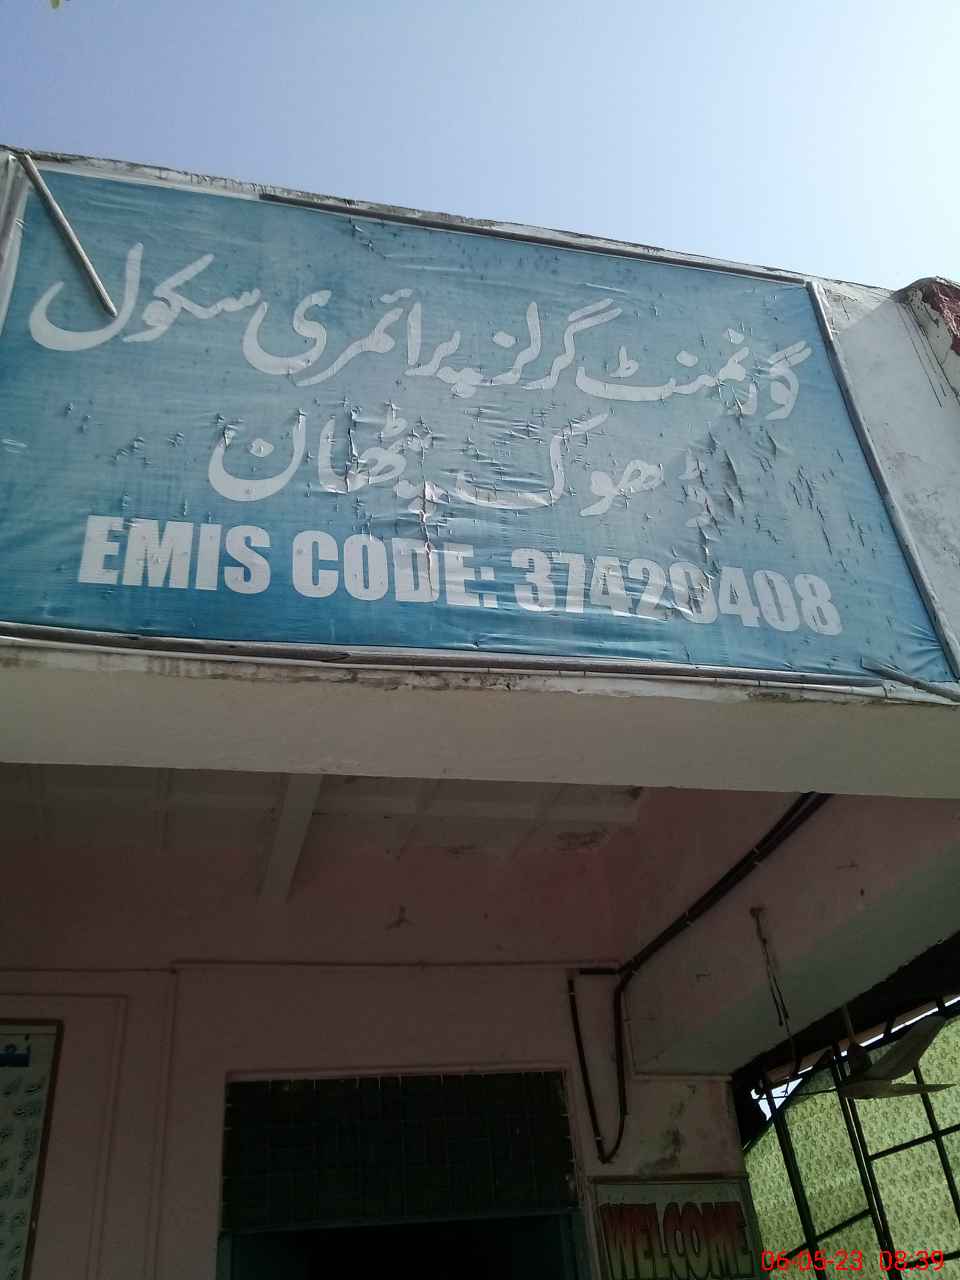 گورنمنٹ گرلز پرائمری سکول
ڈھوک پٹھان
EMIS CODE: 37420408
WELCOME
06-05-23 08:39